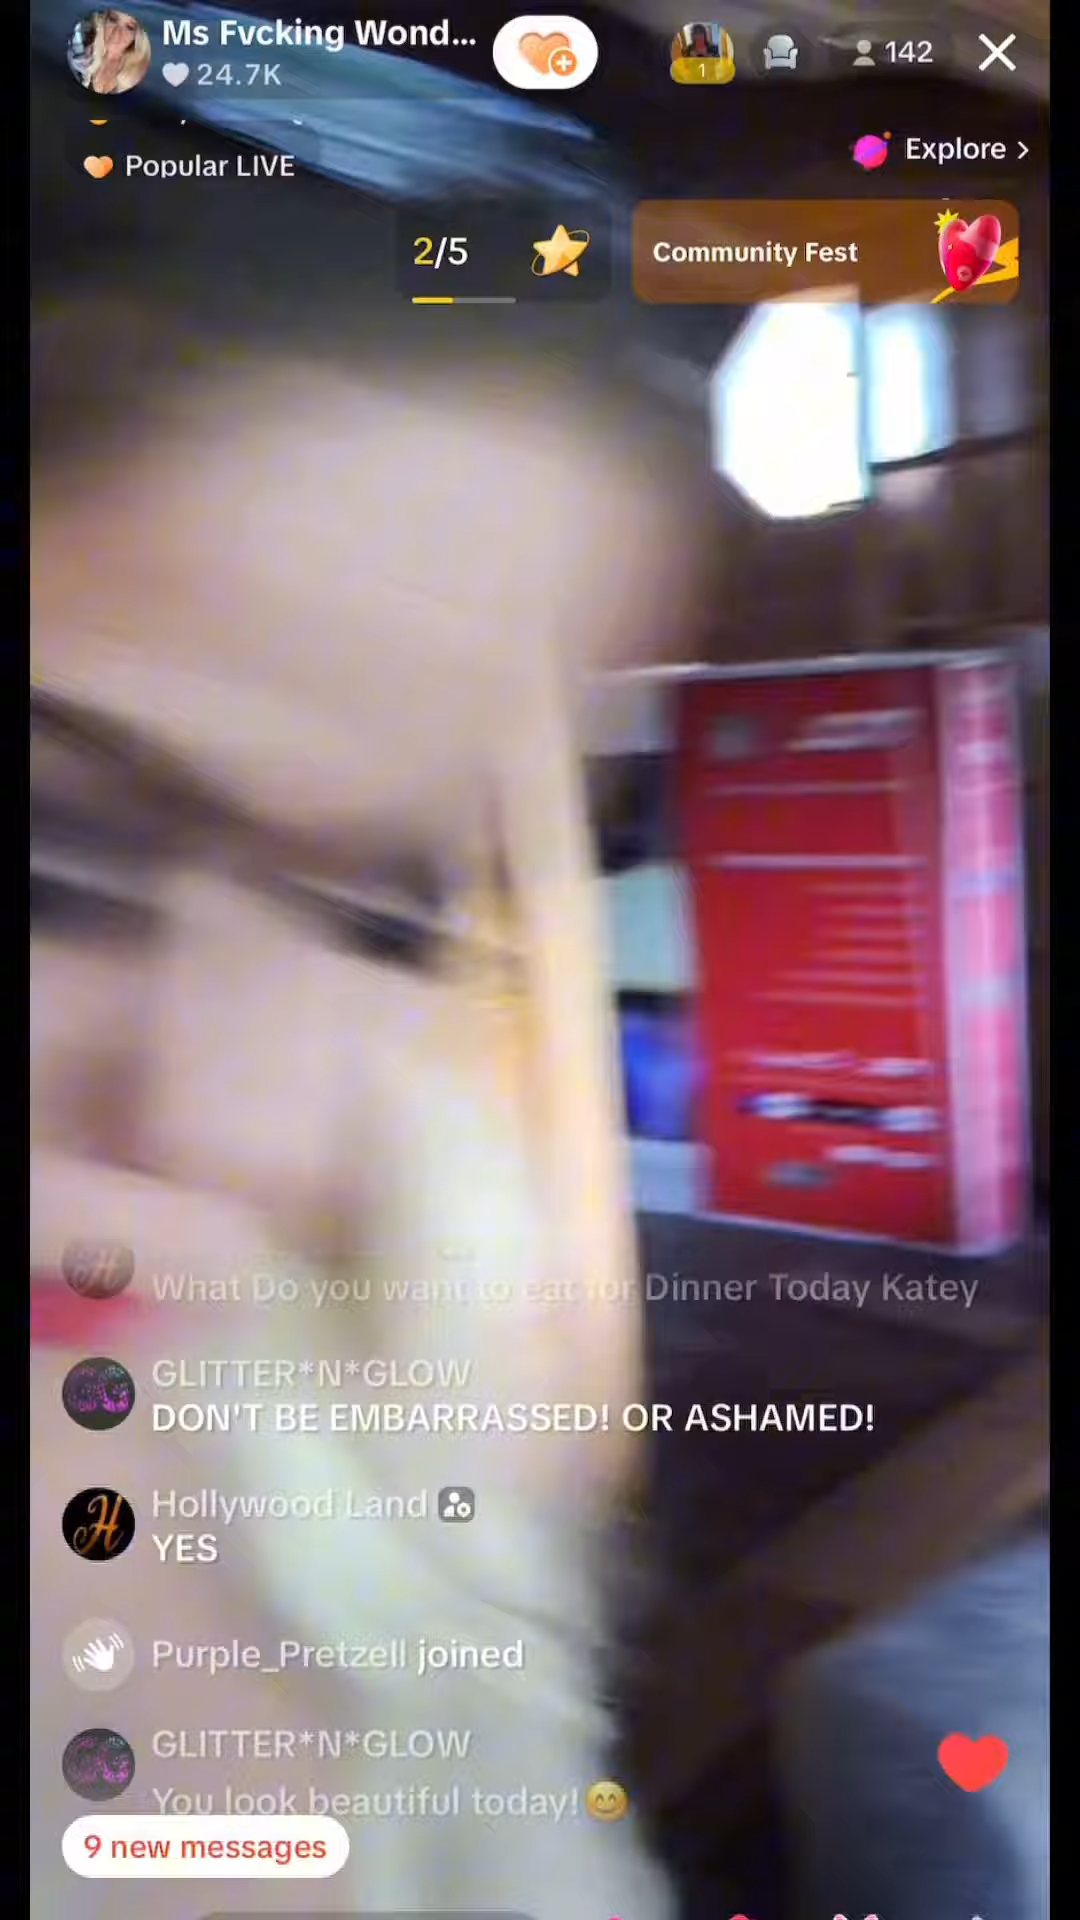 Ms Fvcking Wond...
24.7K
1
142
Popular LIVE
Explore >
2/5
Community Fest
What Do you want to eat for Dinner Today Katey
GLITTER*N*GLOW
DON'T BE EMBARRASSED! OR ASHAMED!
Hollywood Land
YES
Purple_Pretzell joined
GLITTER*N*GLOW
You look beautiful today!😊
9 new messages